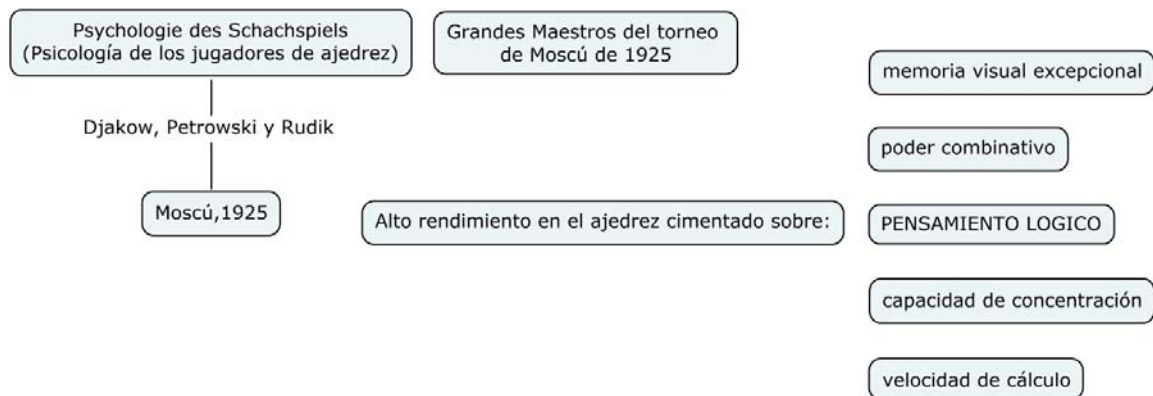 Psychologie des Schachspiels
(Psicología de los jugadores de ajedrez)
Grandes Maestros del torneo
de Moscú de 1925
Djakow, Petrowski y Rudik
Moscú,1925
Alto rendimiento en el ajedrez cimentado sobre:
memoria visual excepcional
poder combinativo
PENSAMIENTO LOGICO
capacidad de concentración
velocidad de cálculo